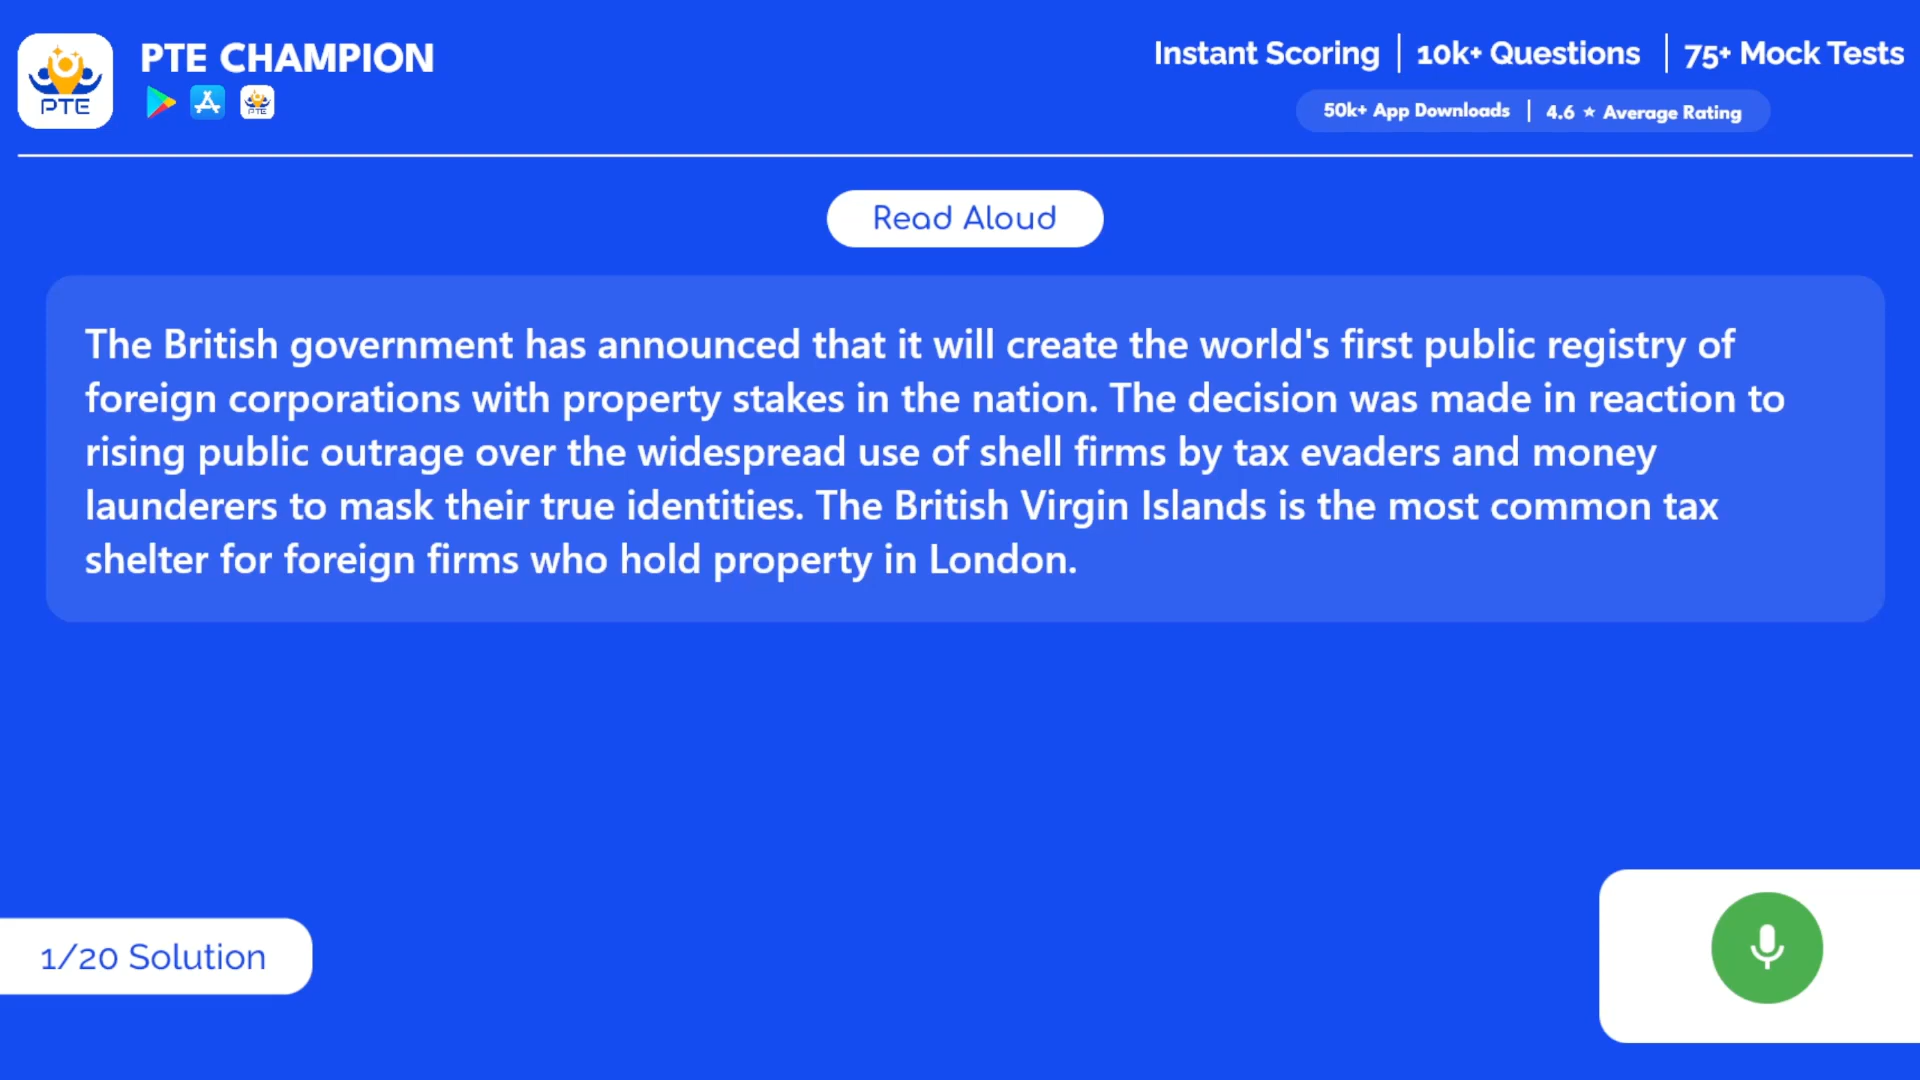 PTE CHAMPION
PTE
PTE
Instant Scoring | 10k+ Questions | 75+ Mock Tests
50k+ App Downloads | 4.6 ★ Average Rating
Read Aloud
The British government has announced that it will create the world's first public registry of
foreign corporations with property stakes in the nation. The decision was made in reaction to
rising public outrage over the widespread use of shell firms by tax evaders and money
launderers to mask their true identities. The British Virgin Islands is the most common tax
shelter for foreign firms who hold property in London.
1/20 Solution